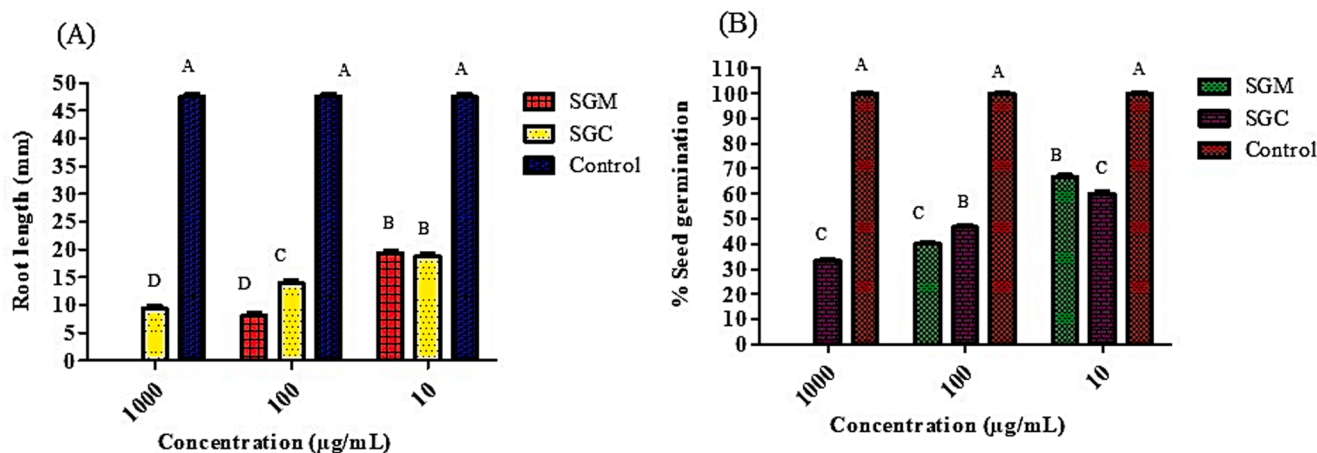 (A)
Root length (mm)
50
45
40
35
30
25
20
15
10
5
0
A
A
A
D
D
C
B
B
1000
100
10
Concentration (µg/mL)
SGM
SGC
Control
(B)
% Seed germination
110
100
90
80
70
60
50
40
30
20
10
0
A
A
A
C
C
B
B
C
1000
100
10
Concentration (µg/mL)
SGM
SGC
Control